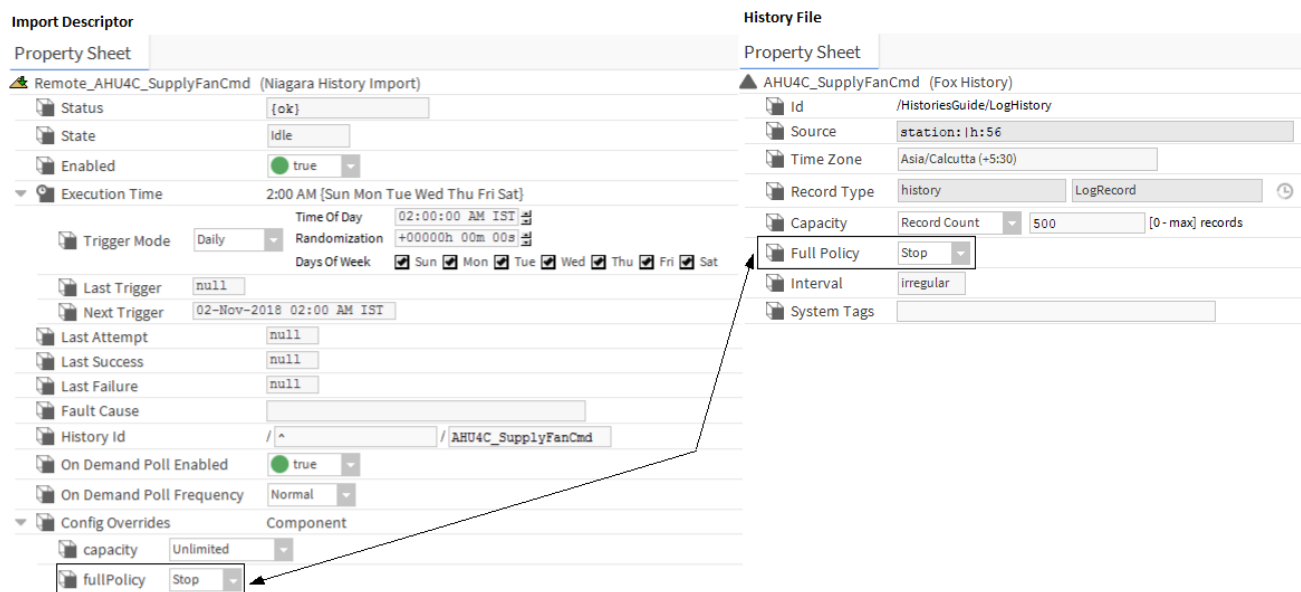 Import Descriptor
Property Sheet
Remote_AHU4C_SupplyFanCmd (Niagara History Import)
Status {ok}
State Idle
Enabled true
Execution Time 2:00 AM {Sun Mon Tue Wed Thu Fri Sat}
Time Of Day 02:00:00 AM IST
Trigger Mode Daily Randomization +00000h 00m 00s
Days Of Week Sun Mon Tue Wed Thu Fri Sat
Last Trigger null
Next Trigger 02-Nov-2018 02:00 AM IST
Last Attempt null
Last Success null
Last Failure null
Fault Cause
History Id / ^ / AHU4C_SupplyFanCmd
On Demand Poll Enabled true
On Demand Poll Frequency Normal
Config Overrides Component
capacity Unlimited
fullPolicy Stop
History File
Property Sheet
AHU4C_SupplyFanCmd (Fox History)
Id /HistoriesGuide/LogHistory
Source station:|h:56
Time Zone Asia/Calcutta (+5:30)
Record Type history LogRecord
Capacity Record Count 500 [0 - max] records
Full Policy Stop
Interval irregular
System Tags